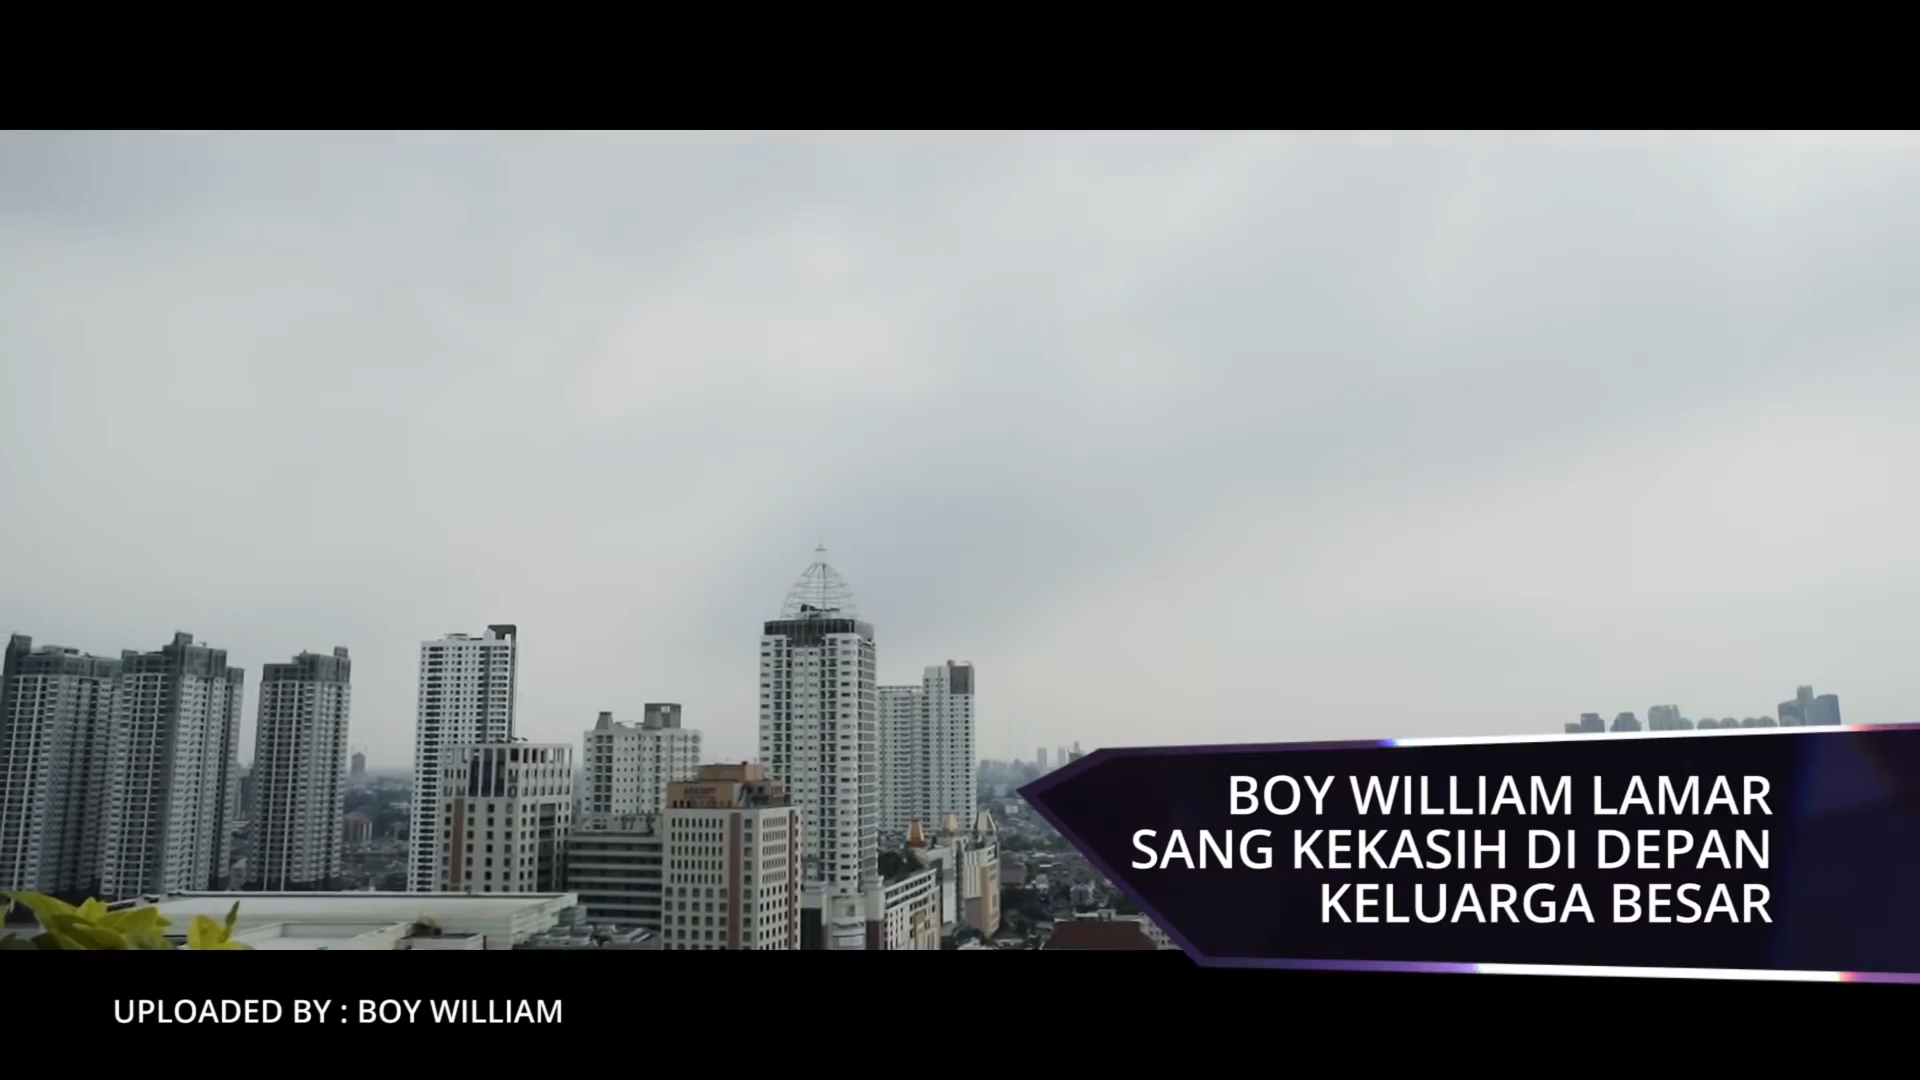 BOY WILLIAM LAMAR
SANG KEKASIH DI DEPAN
KELUARGA BESAR
UPLOADED BY : BOY WILLIAM